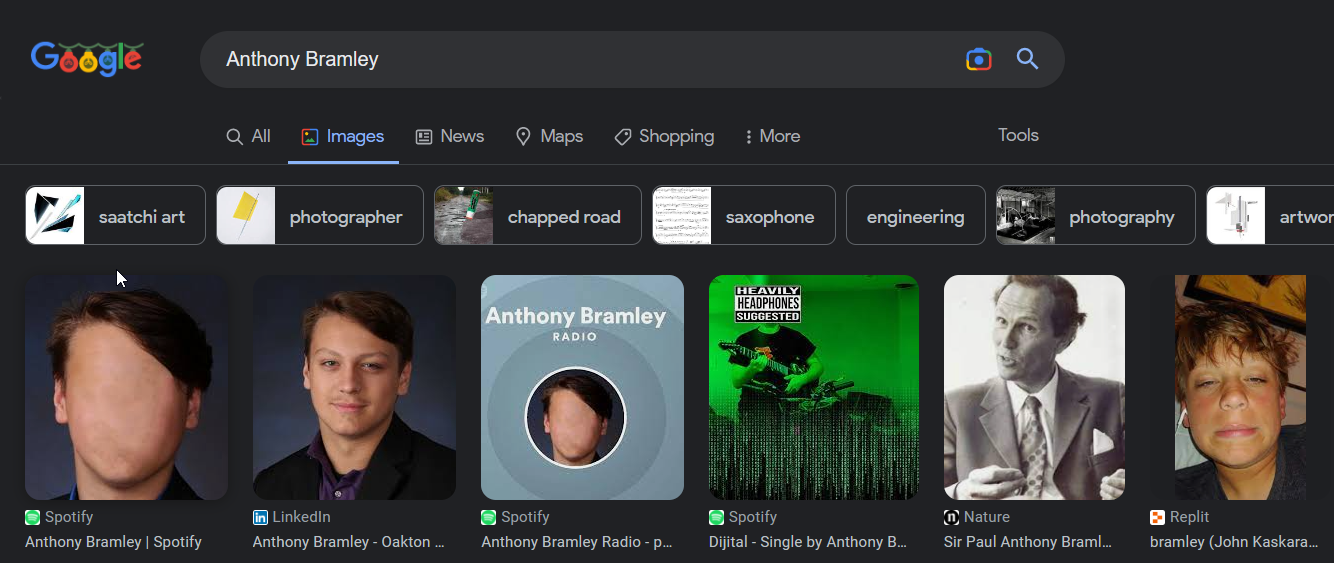 Google
Anthony Bramley
All
Images
News
Maps
Shopping
More
Tools
saatchi art
photographer
chapped road
saxophone
engineering
photography
artwor
Anthony Bramley
RADIO
HEAVILY
HEADPHONES
SUGGESTED
Spotify
Anthony Bramley | Spotify
LinkedIn
Anthony Bramley - Oakton ...
Spotify
Anthony Bramley Radio - p...
Spotify
Dijital - Single by Anthony B...
Nature
Sir Paul Anthony Braml...
Replit
bramley (John Kaskara...